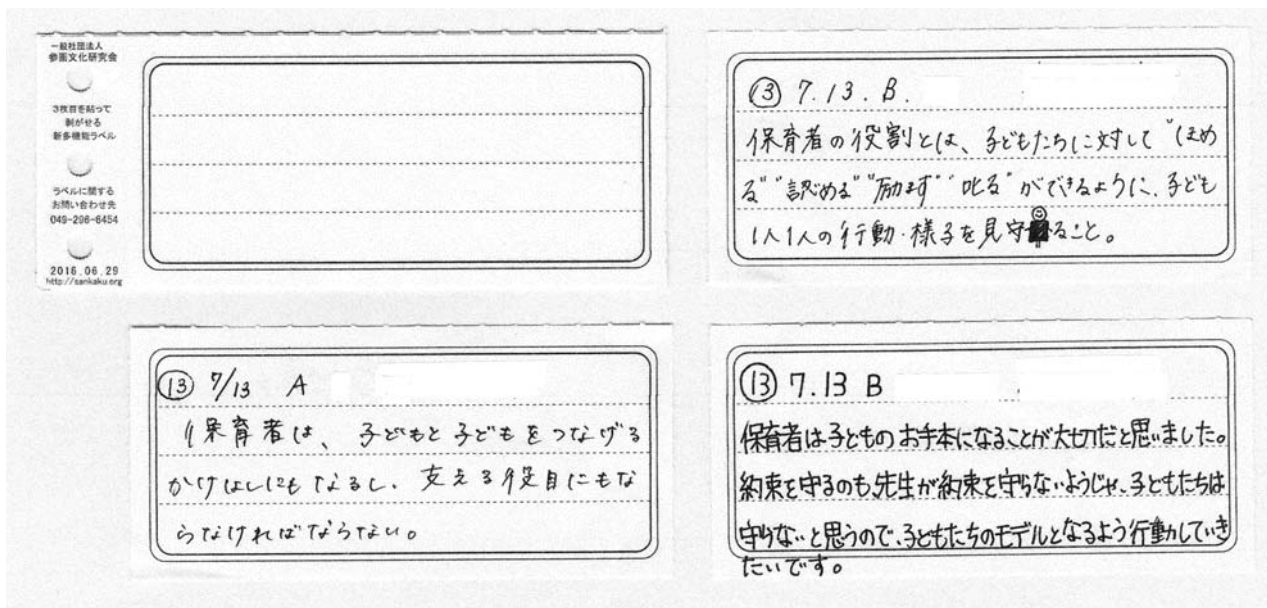 一般社団法人
参画文化研究会
3枚目を貼って
剥がせる
新多機能ラベル
ラベルに関する
お問い合わせ先
049-296-6454
2016.06.29
http://sankaku.org
⑬ 7.13.B.
保育者の役割とは、子どもたちに対して"ほめ
る""認める""励ます""叱る"ができるように、子ども
1人1人の行動・様子を見守ること。
⑬ 7/13 A
保育者は、子どもと子どもをつなげる
かけはしにもなるし、支える役目にもな
らなければならない。
⑬ 7.13 B
保育者は子どものお手本になることが大切だと思いました。
約束を守るのも、先生が約束を守らないようじゃ、子どもたちは
守らないと思うので、子どもたちのモデルとなるよう行動していき
たいです。